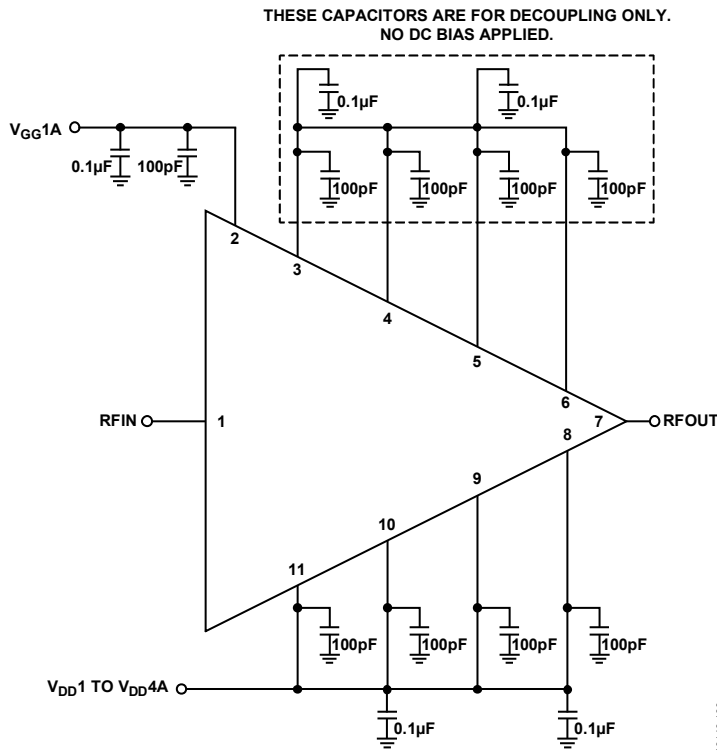 THESE CAPACITORS ARE FOR DECOUPLING ONLY.
NO DC BIAS APPLIED.
0.1µF
0.1µF
VGG1A
0.1µF
100pF
100pF
100pF
100pF
100pF
2
3
4
5
6
RFIN
1
7
RFOUT
8
9
10
11
100pF
100pF
100pF
100pF
VDD1 TO VDD4A
0.1µF
0.1µF